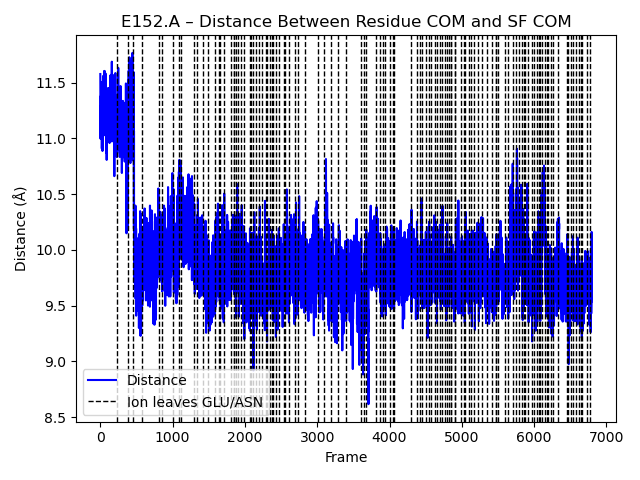 E152.A – Distance Between Residue COM and SF COM
Distance (Å)
11.5
11.0
10.5
10.0
9.5
9.0
8.5
Distance
Ion leaves GLU/ASN
0 1000 2000 3000 4000 5000 6000 7000
Frame